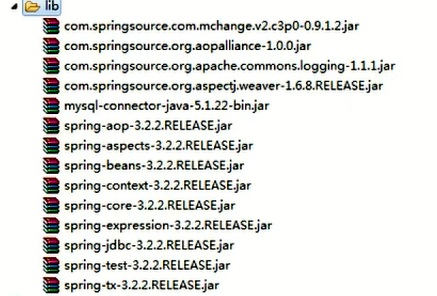 lib
com.springsource.com.mchange.v2.c3p0-0.9.1.2.jar
com.springsource.org.aopalliance-1.0.0.jar
com.springsource.org.apache.commons.logging-1.1.1.jar
com.springsource.org.aspectj.weaver-1.6.8.RELEASE.jar
mysql-connector-java-5.1.22-bin.jar
spring-aop-3.2.2.RELEASE.jar
spring-aspects-3.2.2.RELEASE.jar
spring-beans-3.2.2.RELEASE.jar
spring-context-3.2.2.RELEASE.jar
spring-core-3.2.2.RELEASE.jar
spring-expression-3.2.2.RELEASE.jar
spring-jdbc-3.2.2.RELEASE.jar
spring-test-3.2.2.RELEASE.jar
spring-tx-3.2.2.RELEASE.jar